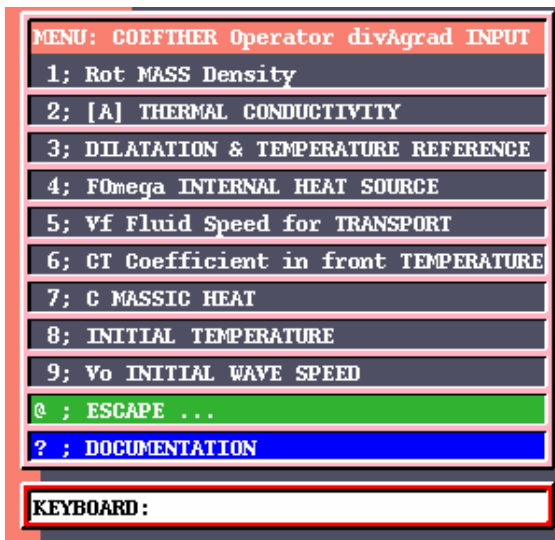 MENU: COEFTHER Operator divAgrad INPUT
1; Rot MASS Density
2; [A] THERMAL CONDUCTIVITY
3; DILATATION & TEMPERATURE REFERENCE
4; FOmega INTERNAL HEAT SOURCE
5; Vf Fluid Speed for TRANSPORT
6; CT Coefficient in front TEMPERATURE
7; C MASSIC HEAT
8; INITIAL TEMPERATURE
9; Vo INITIAL WAVE SPEED
@ ; ESCAPE ...
? ; DOCUMENTATION
KEYBOARD: